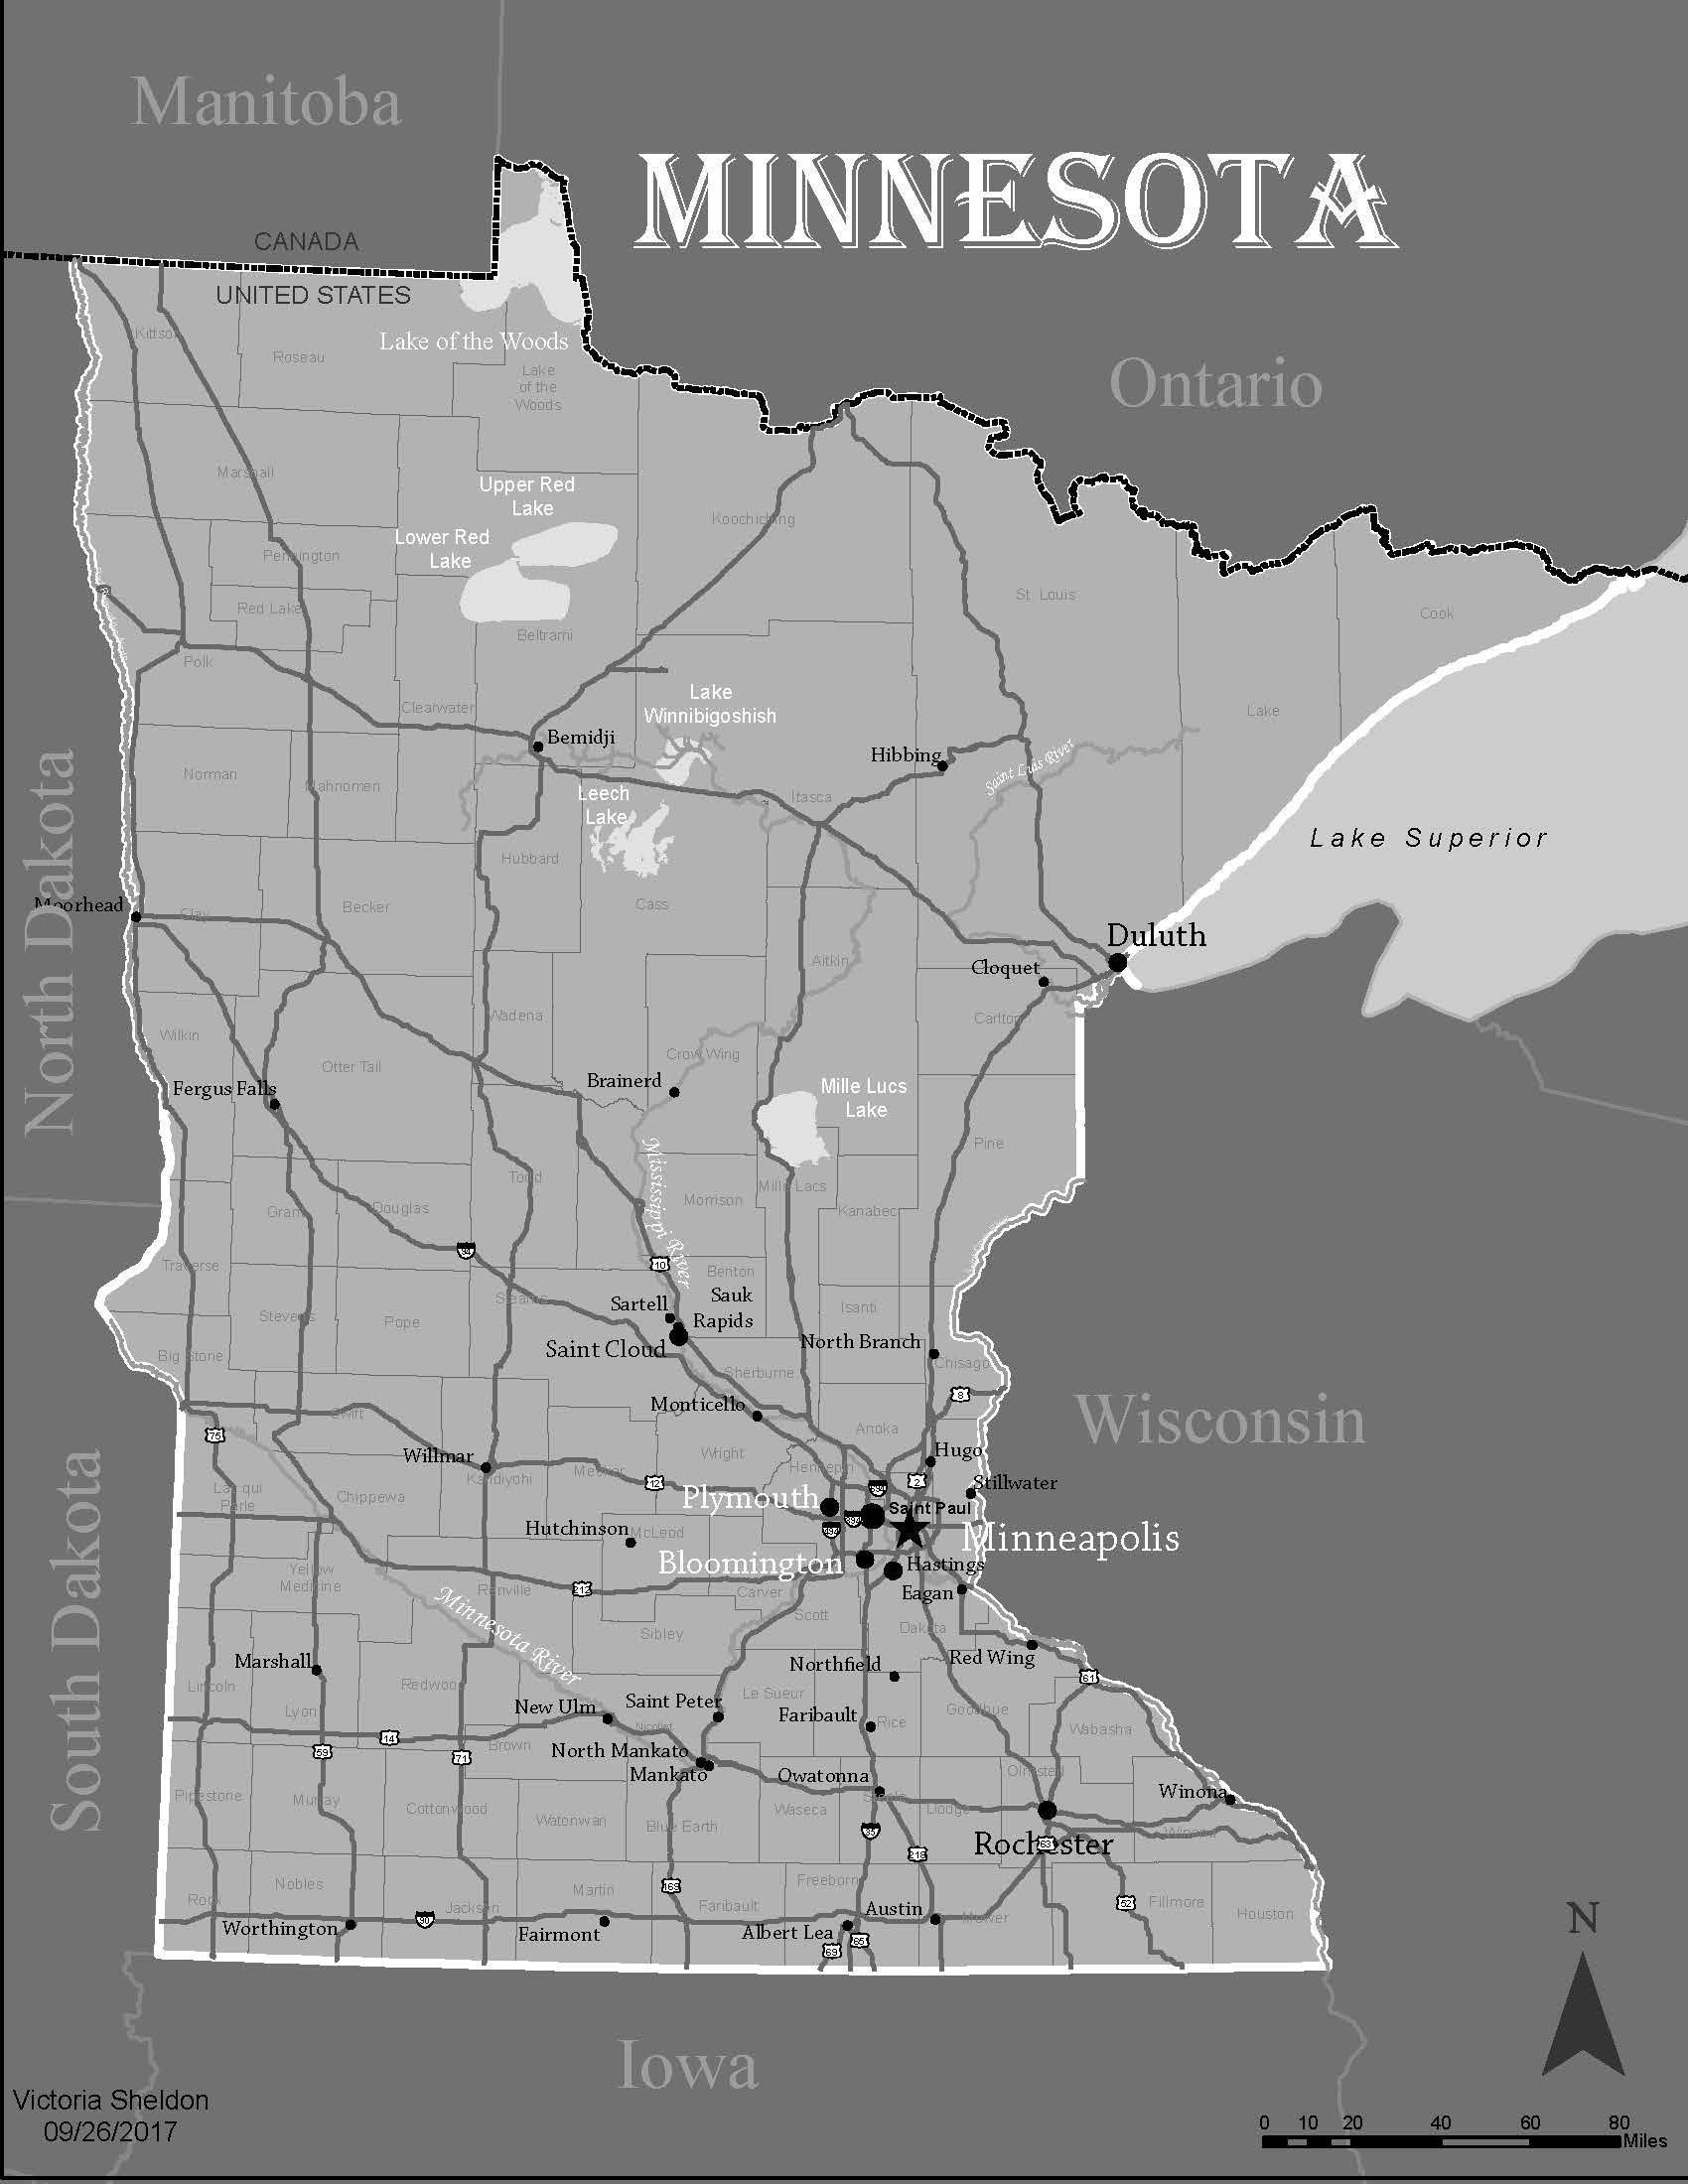 Manitoba
MINNESOTA
CANADA
UNITED STATES
Kittson
Roseau
Lake of the Woods
Lake
of the
Woods
Ontario
Marshall
Upper Red
Lake
Lower Red
Lake
Koochiching
Pennington
Red Lake
Beltrami
St. Louis
Cook
Polk
Clearwater
Lake
Winnibigoshish
Lake
Bemidji
Hibbing
Saint Luis River
Norman
Mahnomen
Leech
Lake
Itasca
Lake Superior
North Dakota
Hubbard
Moorhead
Clay
Becker
Cass
Duluth
Aitkin
Cloquet
Wadena
Carlton
Wilkin
Otter Tail
Crow Wing
Fergus Falls
Brainerd
Mille Lucs
Lake
Pine
Mississippi River
Todd
Morrison
Mille Lacs
Grant
Douglas
Kanabec
94
10
Traverse
Benton
Stearns
Sartell
Sauk
Rapids
Isanti
Stevens
Pope
Saint Cloud
North Branch
Big Stone
Sherburne
Chisago
8
Monticello
Swift
Anoka
Wisconsin
75
Willmar
Kandiyohi
Meeker
12
Wright
Hennepin
Hugo
Stillwater
Lac qui
Parle
Chippewa
Plymouth
694
2
Saint Paul
Hutchinson
McLeod
494
394
Minneapolis
Bloomington
Hastings
Yellow
Medicine
Renville
212
Carver
Eagan
Minnesota River
Scott
Dakota
Sibley
South Dakota
Marshall
Northfield
Red Wing
61
Lincoln
Redwood
Le Sueur
Lyon
New Ulm
Saint Peter
Nicollet
Faribault
Rice
Goodhue
Wabasha
14
59
71
Brown
North Mankato
Mankato
Owatonna
Olmsted
Winona
Pipestone
Murray
Cottonwood
Watonwan
Blue Earth
Waseca
Steele
Dodge
35
218
Rochester
63
Winona
Rock
Nobles
Jackson
Martin
169
Faribault
Freeborn
Mower
52
Fillmore
Houston
Worthington
90
Fairmont
Albert Lea
Austin
69
65
N
Iowa
Victoria Sheldon
09/26/2017
0 10 20 40 60 80
Miles